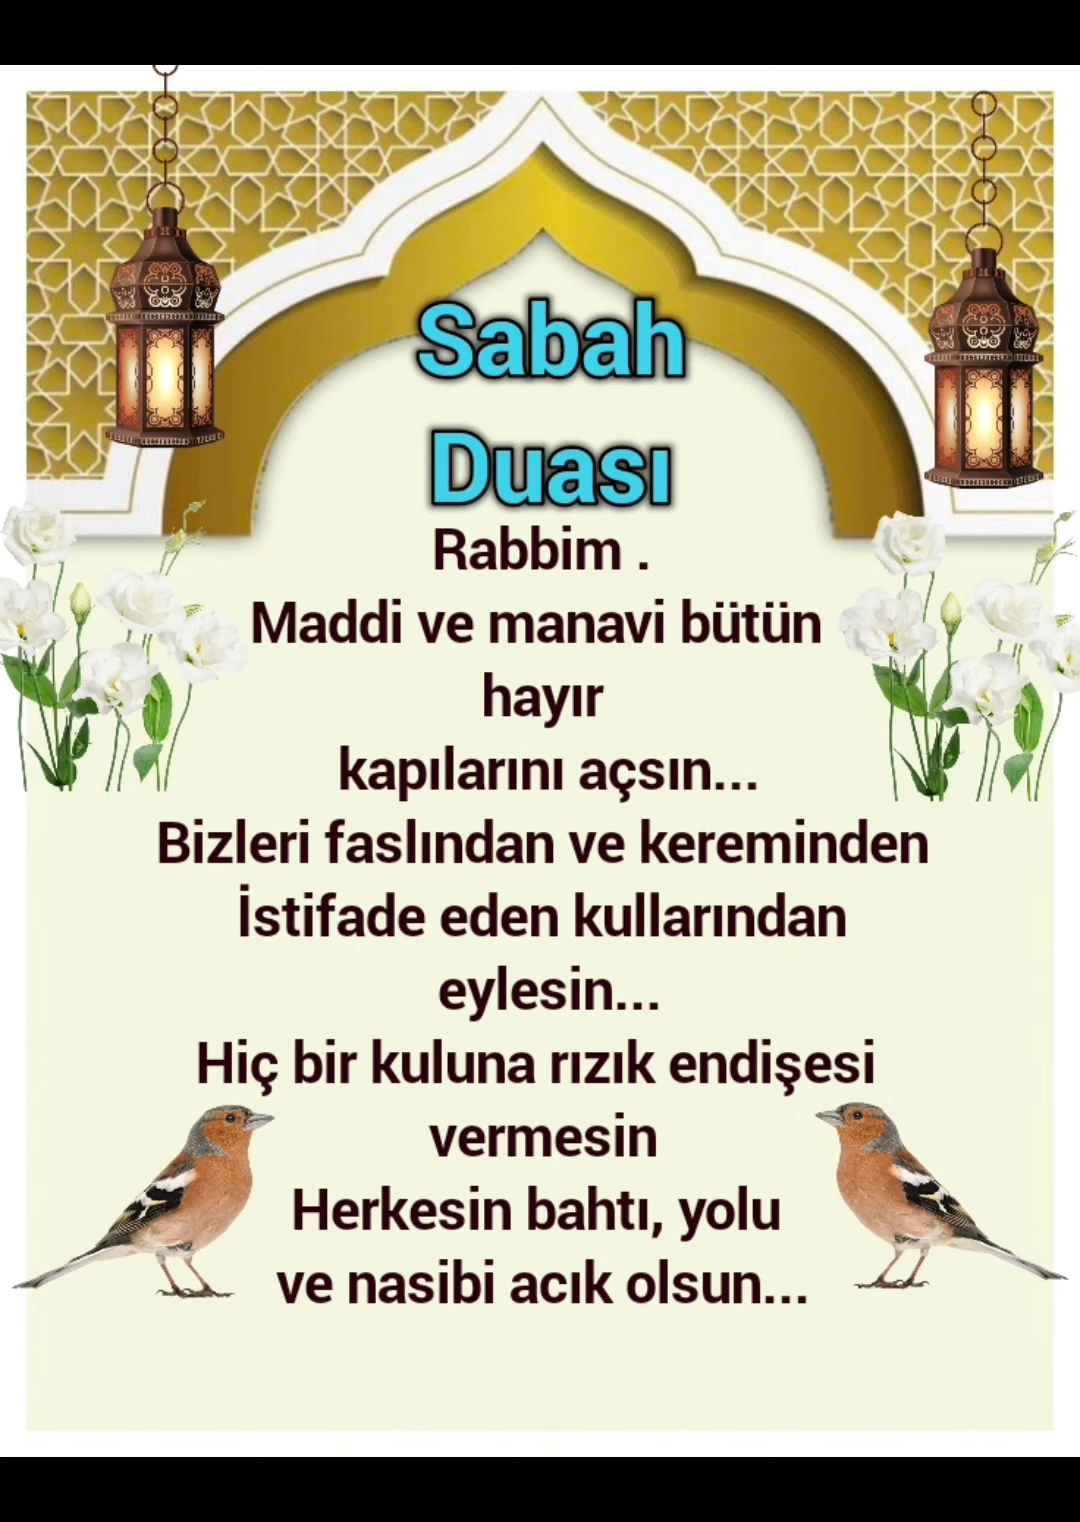 Sabah
Duası
Rabbim .
Maddi ve manavi bütün
hayır
kapılarını açsın...
Bizleri faslından ve kereminden
İstifade eden kullarından
eylesin...
Hiç bir kuluna rızık endişesi
vermesin
Herkesin bahtı, yolu
ve nasibi acık olsun...